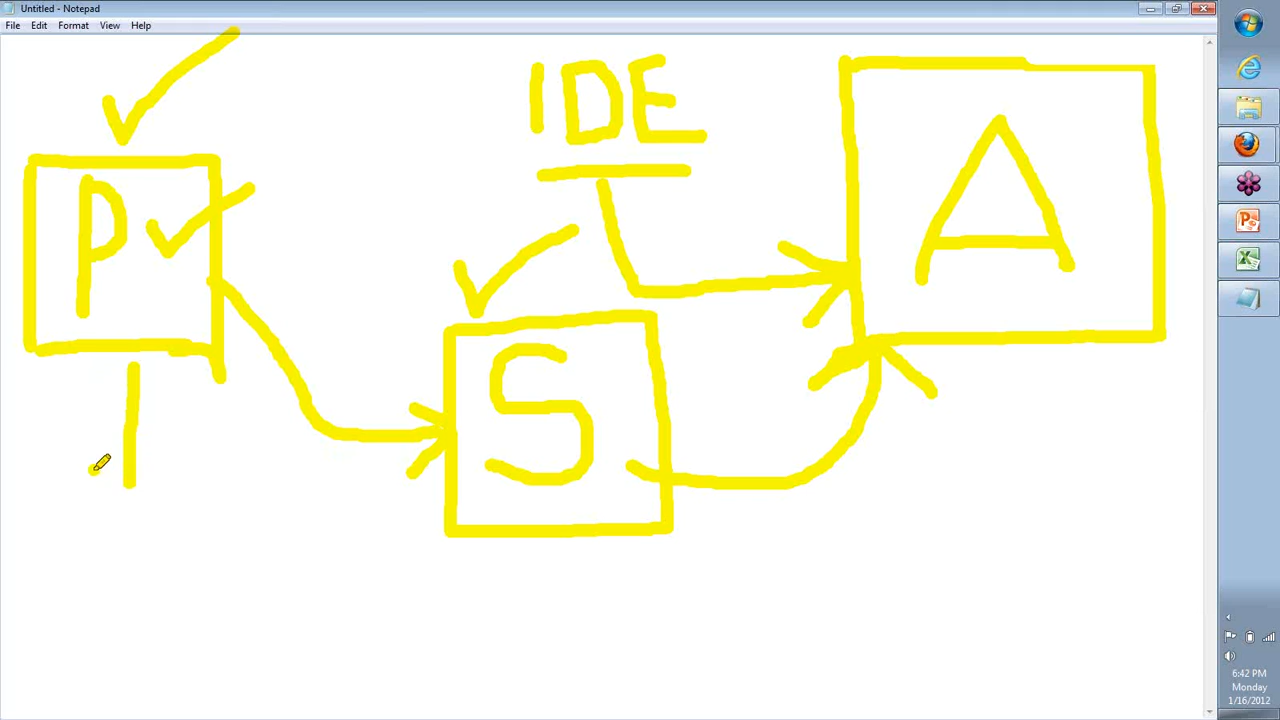 Untitled - Notepad
File Edit Format View Help
IDE
P
A
S
6:42 PM
Monday
1/16/2012